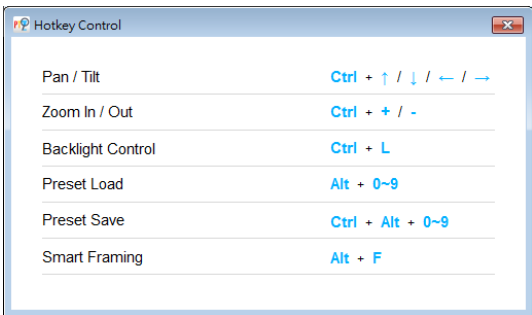 Hotkey Control
Pan / Tilt Ctrl + ↑ / ↓ / ← / →
Zoom In / Out Ctrl + + / -
Backlight Control Ctrl + L
Preset Load Alt + 0~9
Preset Save Ctrl + Alt + 0~9
Smart Framing Alt + F